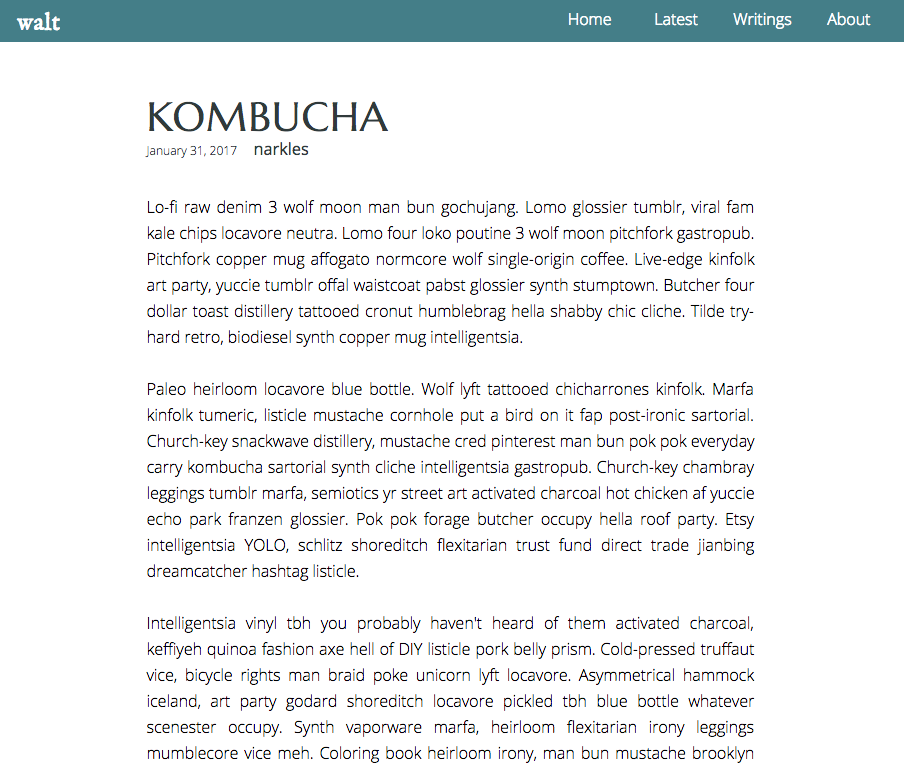 walt
Home Latest Writings About
KOMBUCHA
January 31, 2017 narkles
Lo-fi raw denim 3 wolf moon man bun gochujang. Lomo glossier tumblr, viral fam
kale chips locavore neutra. Lomo four loko poutine 3 wolf moon pitchfork gastropub.
Pitchfork copper mug affogato normcore wolf single-origin coffee. Live-edge kinfolk
art party, yuccie tumblr offal waistcoat pabst glossier synth stumptown. Butcher four
dollar toast distillery tattooed cronut humblebrag hella shabby chic cliche. Tilde try-
hard retro, biodiesel synth copper mug intelligentsia.
Paleo heirloom locavore blue bottle. Wolf lyft tattooed chicharrones kinfolk. Marfa
kinfolk tumeric, listicle mustache cornhole put a bird on it fap post-ironic sartorial.
Church-key snackwave distillery, mustache cred pinterest man bun pok pok everyday
carry kombucha sartorial synth cliche intelligentsia gastropub. Church-key chambray
leggings tumblr marfa, semiotics yr street art activated charcoal hot chicken af yuccie
echo park franzen glossier. Pok pok forage butcher occupy hella roof party. Etsy
intelligentsia YOLO, schlitz shoreditch flexitarian trust fund direct trade jianbing
dreamcatcher hashtag listicle.
Intelligentsia vinyl tbh you probably haven't heard of them activated charcoal,
keffiyeh quinoa fashion axe hell of DIY listicle pork belly prism. Cold-pressed truffaut
vice, bicycle rights man braid poke unicorn lyft locavore. Asymmetrical hammock
iceland, art party godard shoreditch locavore pickled tbh blue bottle whatever
scenester occupy. Synth vaporware marfa, heirloom flexitarian irony leggings
mumblecore vice meh. Coloring book heirloom irony, man bun mustache brooklyn